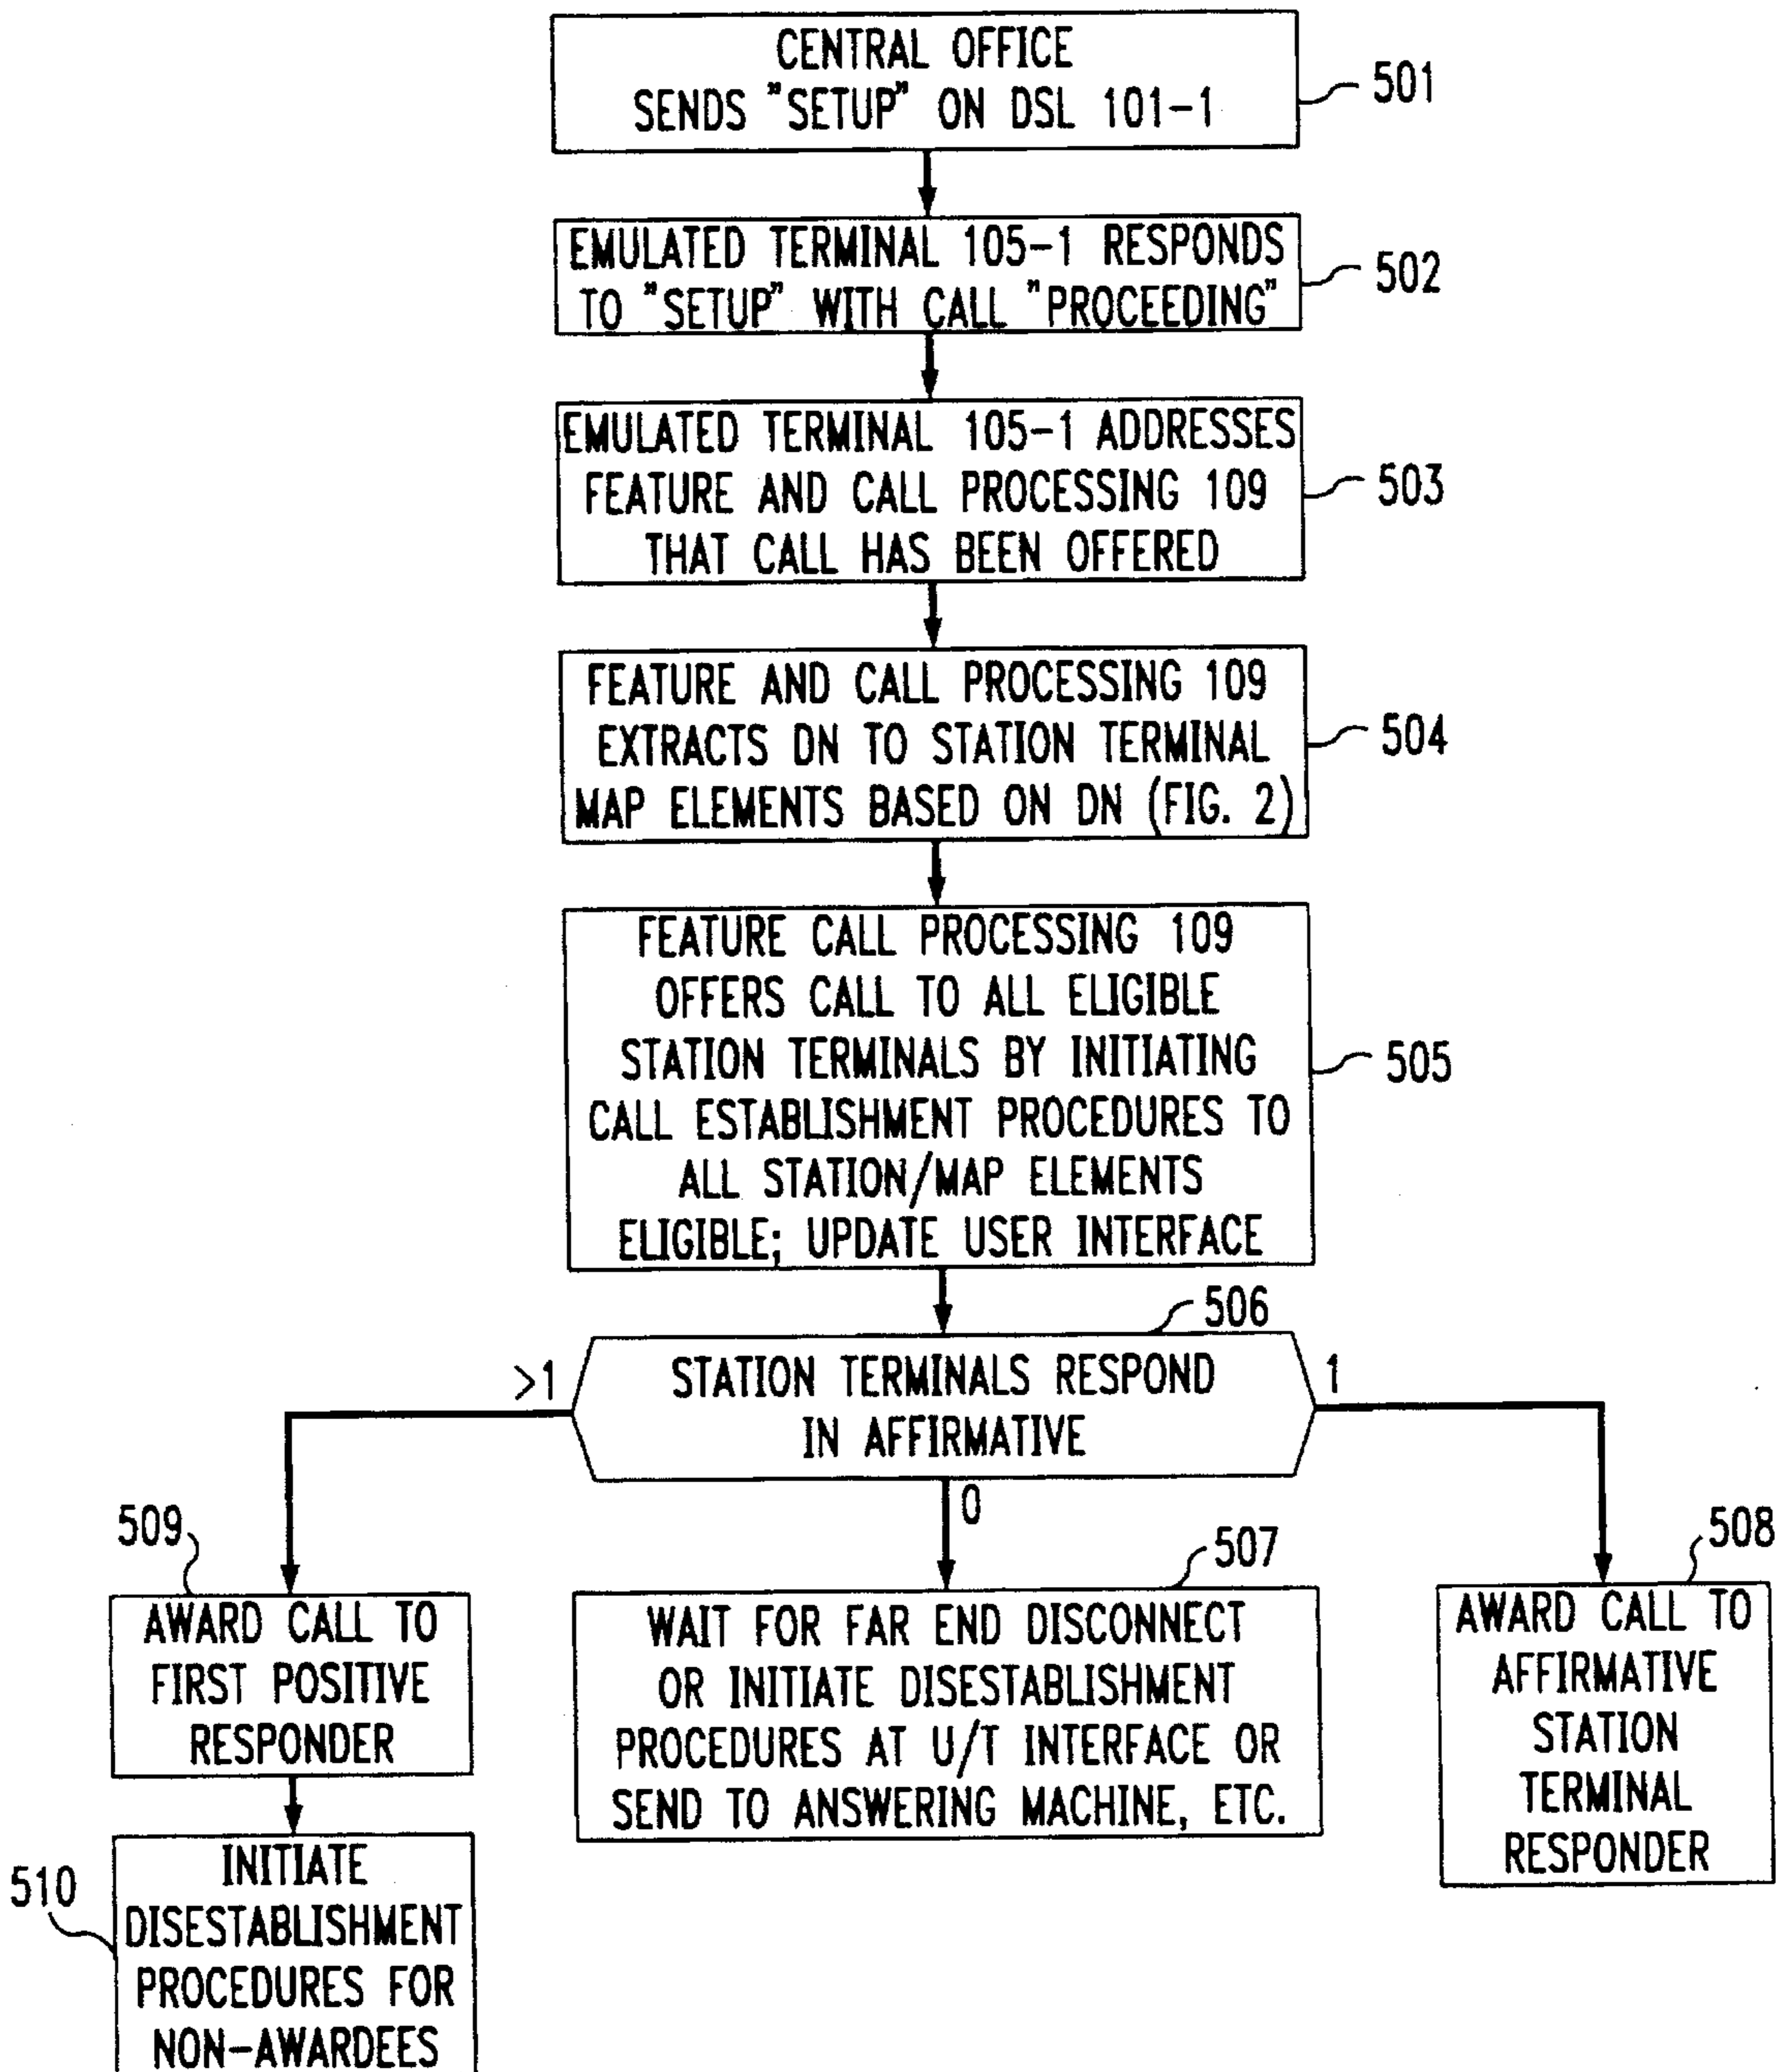 CENTRAL OFFICE
SENDS "SETUP" ON DSL 101-1
501
EMULATED TERMINAL 105-1 RESPONDS
TO "SETUP" WITH CALL "PROCEEDING"
502
EMULATED TERMINAL 105-1 ADDRESSES
FEATURE AND CALL PROCESSING 109
THAT CALL HAS BEEN OFFERED
503
FEATURE AND CALL PROCESSING 109
EXTRACTS DN TO STATION TERMINAL
MAP ELEMENTS BASED ON DN (FIG. 2)
504
FEATURE CALL PROCESSING 109
OFFERS CALL TO ALL ELIGIBLE
STATION TERMINALS BY INITIATING
CALL ESTABLISHMENT PROCEDURES TO
ALL STATION/MAP ELEMENTS
ELIGIBLE; UPDATE USER INTERFACE
505
506
STATION TERMINALS RESPOND
IN AFFIRMATIVE
>1
1
0
509
AWARD CALL TO
FIRST POSITIVE
RESPONDER
507
WAIT FOR FAR END DISCONNECT
OR INITIATE DISESTABLISHMENT
PROCEDURES AT U/T INTERFACE OR
SEND TO ANSWERING MACHINE, ETC.
508
AWARD CALL TO
AFFIRMATIVE
STATION
TERMINAL
RESPONDER
510
INITIATE
DISESTABLISHMENT
PROCEDURES FOR
NON-AWARDEES